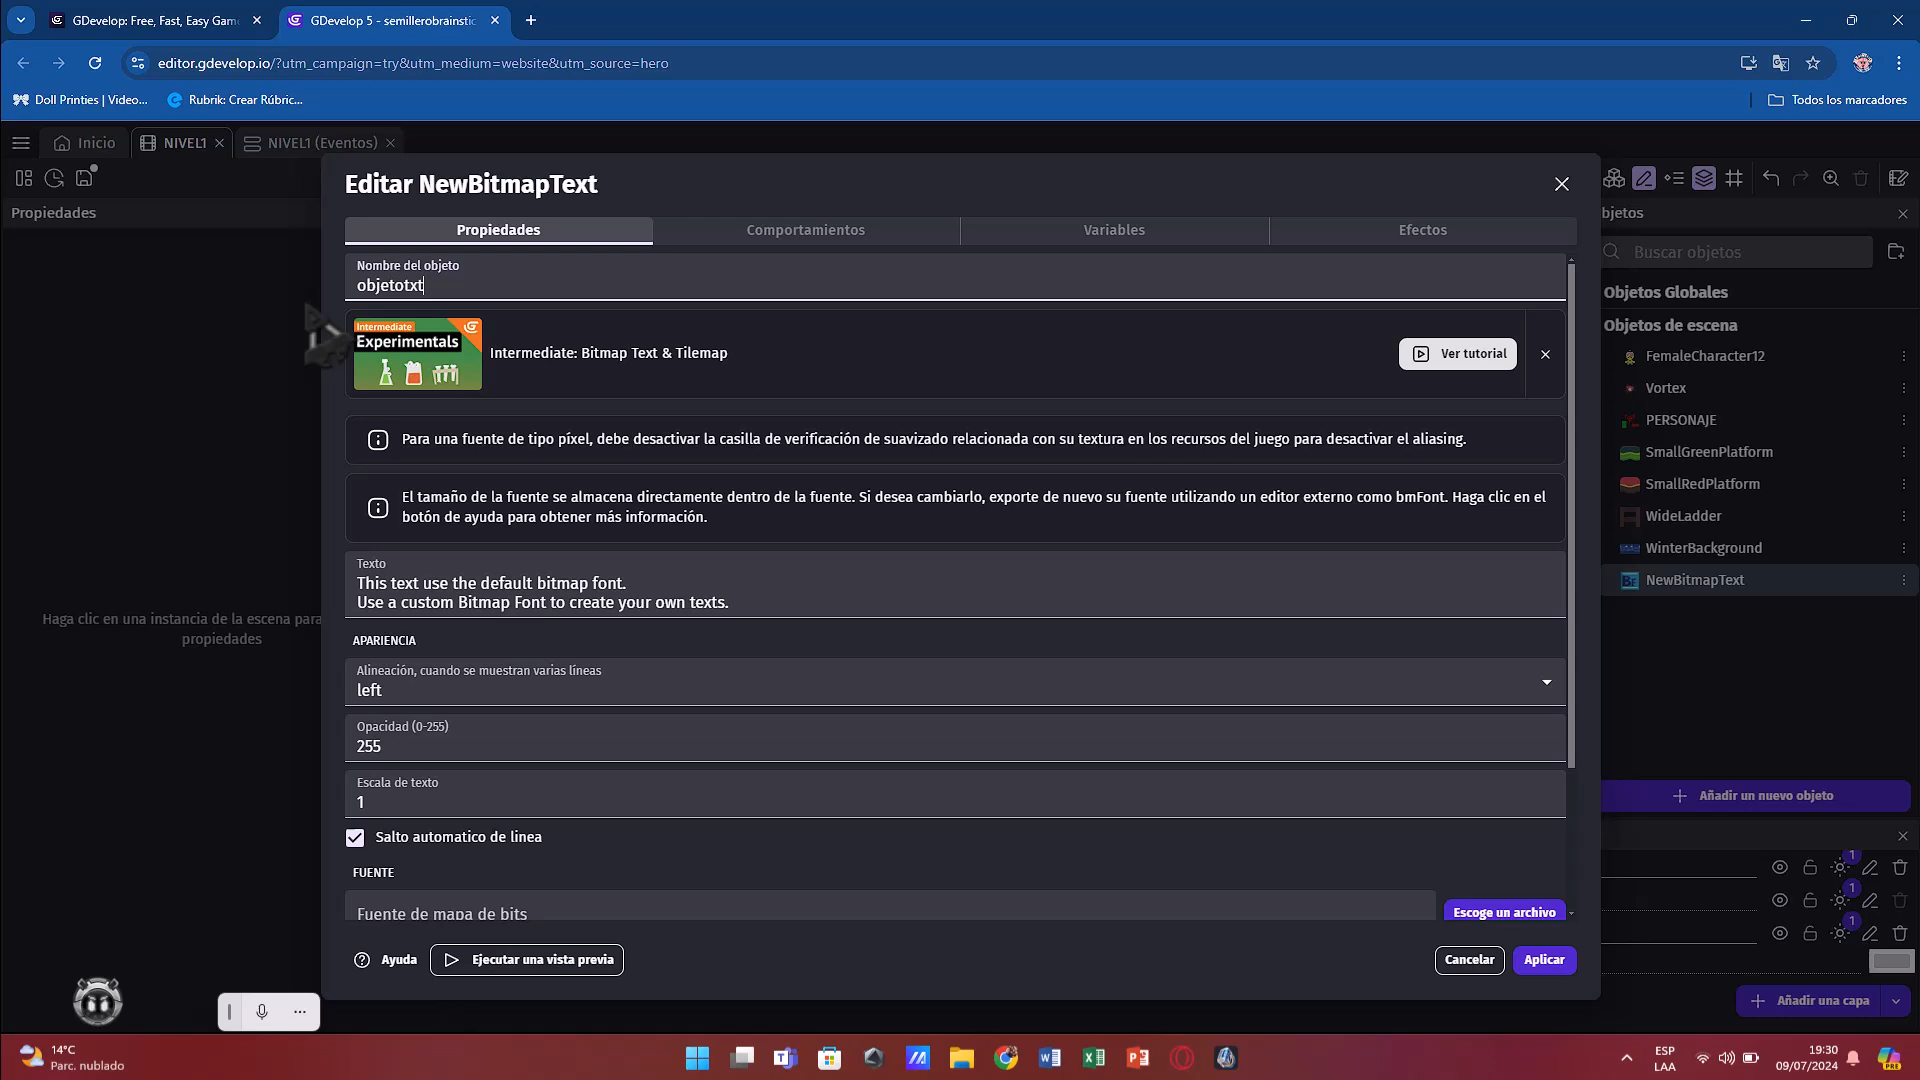 GDevelop: Free, Fast, Easy Gam
GDevelop 5 - semillerobrainstic
editor.gdevelop.io/?utm_campaign=try&utm_medium=website&utm_source=hero
Doll Printies | Video...
Rubrik: Crear Rúbric...
Todos los marcadores
Inicio
NIVEL1
NIVEL1 (Eventos)
Propiedades
Haga clic en una instancia de la escena para
propiedades
Editar NewBitmapText
Propiedades
Comportamientos
Variables
Efectos
Nombre del objeto
objetotxt
Intermediate
Experimentals
Intermediate: Bitmap Text & Tilemap
Ver tutorial
Para una fuente de tipo píxel, debe desactivar la casilla de verificación de suavizado relacionada con su textura en los recursos del juego para desactivar el aliasing.
El tamaño de la fuente se almacena directamente dentro de la fuente. Si desea cambiarlo, exporte de nuevo su fuente utilizando un editor externo como bmFont. Haga clic en el
botón de ayuda para obtener más información.
Texto
This text use the default bitmap font.
Use a custom Bitmap Font to create your own texts.
APARIENCIA
Alineación, cuando se muestran varias líneas
left
Opacidad (0-255)
255
Escala de texto
1
Salto automatico de linea
FUENTE
Fuente de mapa de bits
Escoge un archivo
Ayuda
Ejecutar una vista previa
Cancelar
Aplicar
bjetos
Buscar objetos
Objetos Globales
Objetos de escena
FemaleCharacter12
Vortex
PERSONAJE
SmallGreenPlatform
SmallRedPlatform
WideLadder
WinterBackground
BF
NewBitmapText
Añadir un nuevo objeto
1
1
1
Añadir una capa
14°C
Parc. nublado
ESP
LAA
19:30
09/07/2024
PRE